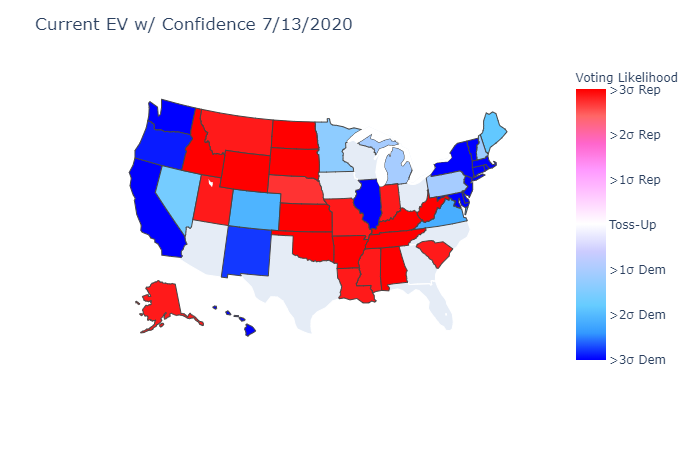 Current EV w/ Confidence 7/13/2020
Voting Likelihood
>3σ Rep
>2σ Rep
>1σ Rep
Toss-Up
>1σ Dem
>2σ Dem
>3σ Dem